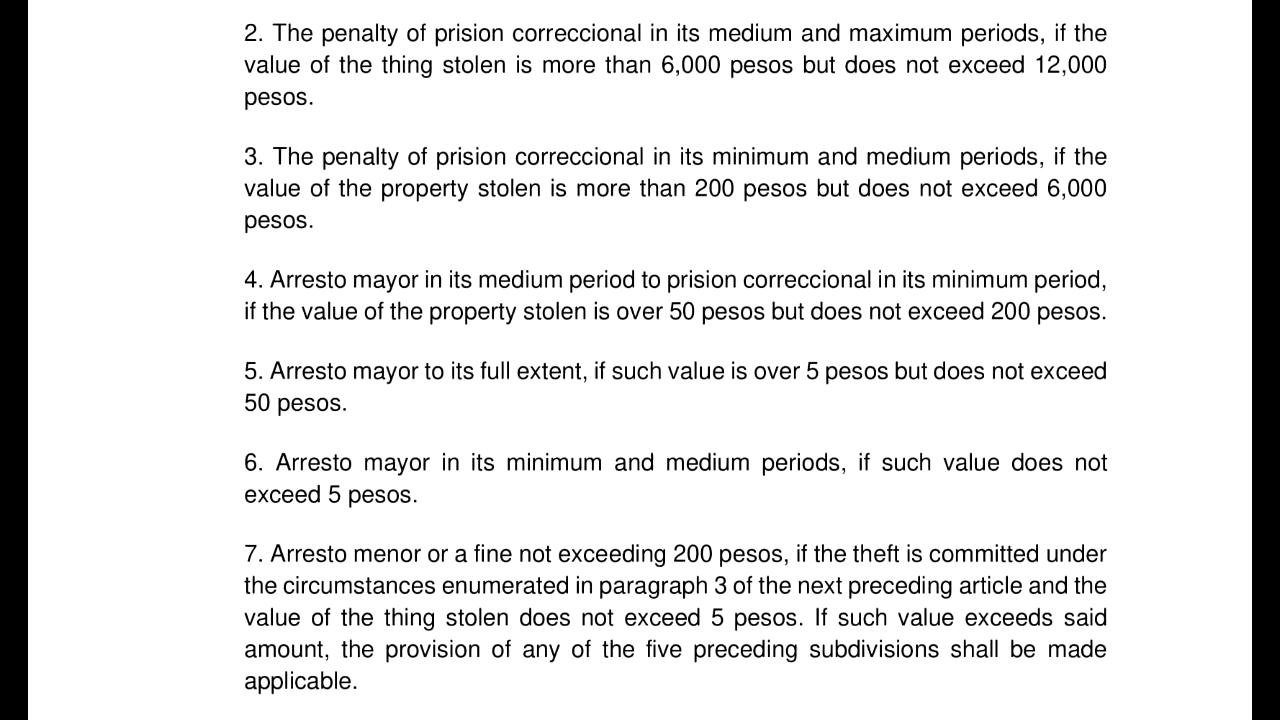 2. The penalty of prision correccional in its medium and maximum periods, if the
value of the thing stolen is more than 6,000 pesos but does not exceed 12,000
pesos.
3. The penalty of prision correccional in its minimum and medium periods, if the
value of the property stolen is more than 200 pesos but does not exceed 6,000
pesos.
4. Arresto mayor in its medium period to prision correccional in its minimum period,
if the value of the property stolen is over 50 pesos but does not exceed 200 pesos.
5. Arresto mayor to its full extent, if such value is over 5 pesos but does not exceed
50 pesos.
6. Arresto mayor in its minimum and medium periods, if such value does not
exceed 5 pesos.
7. Arresto menor or a fine not exceeding 200 pesos, if the theft is committed under
the circumstances enumerated in paragraph 3 of the next preceding article and the
value of the thing stolen does not exceed 5 pesos. If such value exceeds said
amount, the provision of any of the five preceding subdivisions shall be made
applicable.